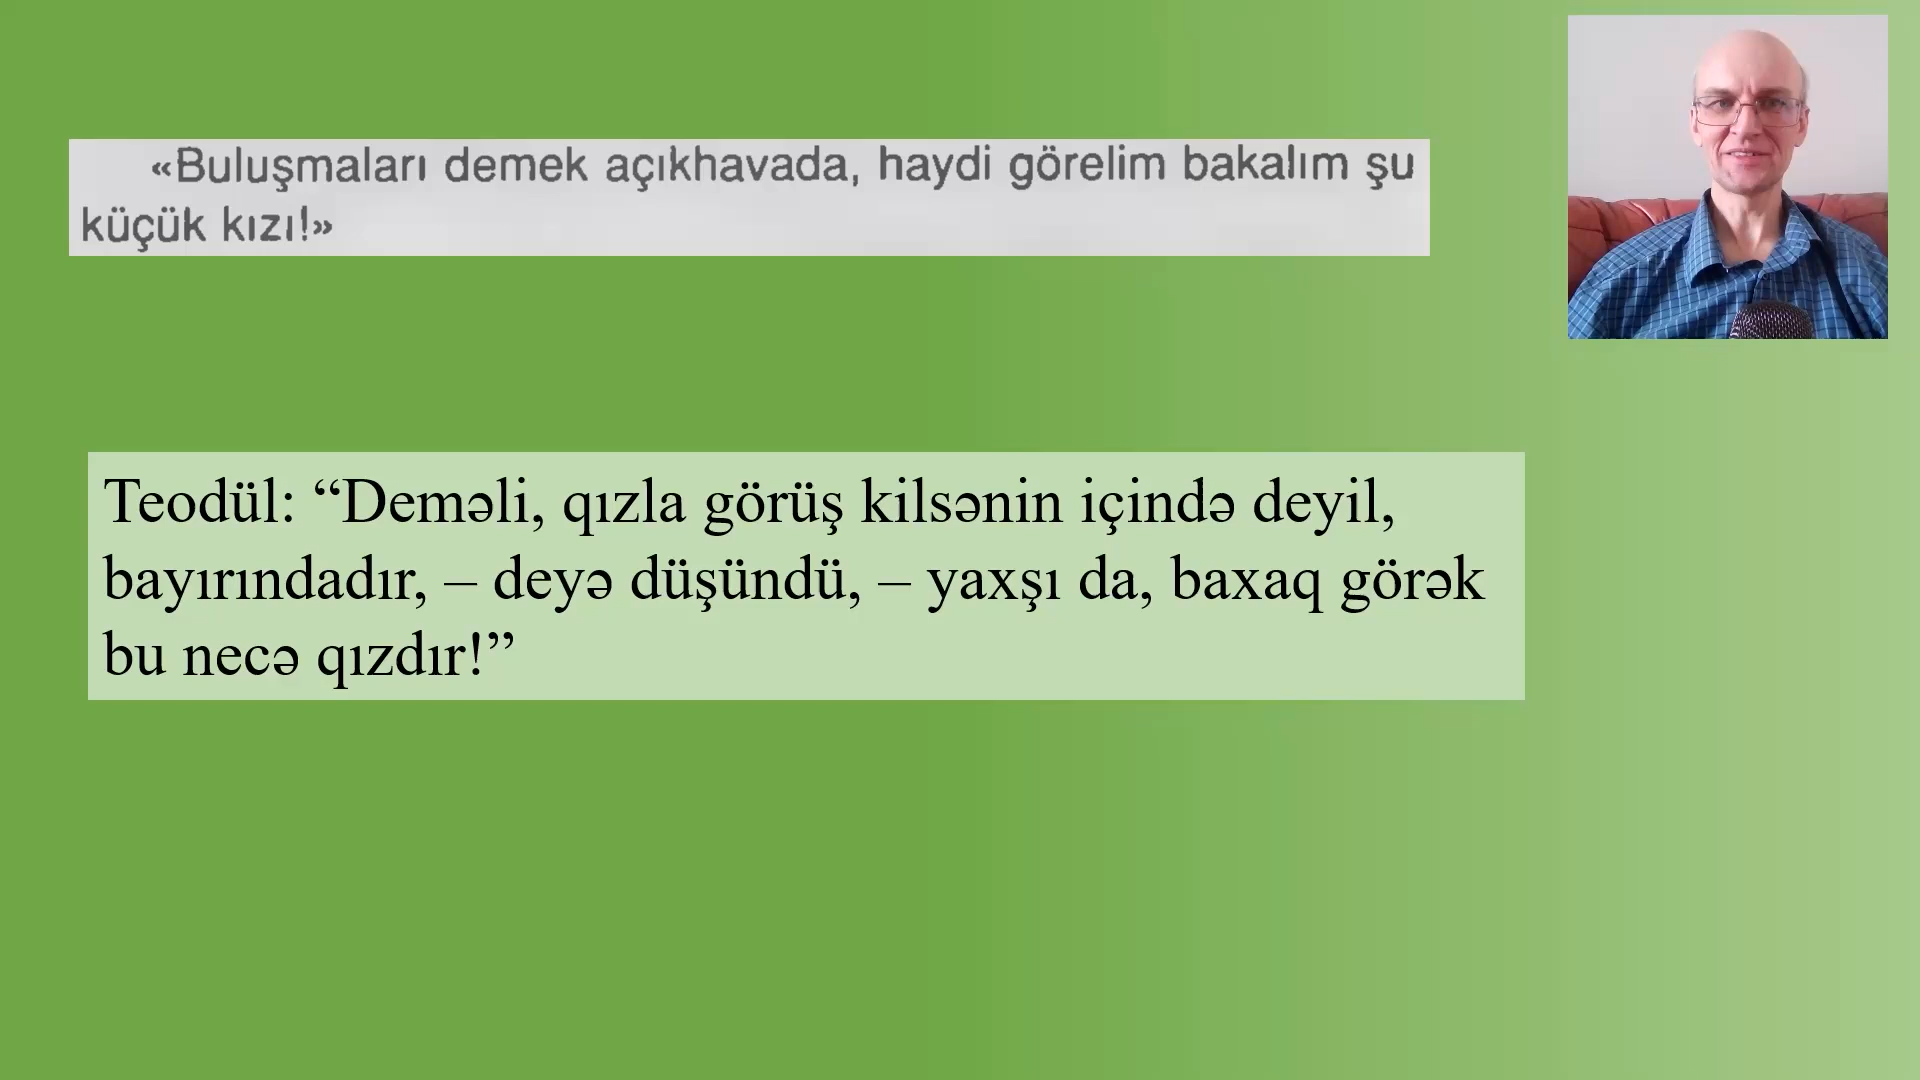 «Buluşmaları demek açıkhavada, haydi görelim bakalım şu
küçük kızı!»
Teodül: “Deməli, qızla görüş kilsənin içində deyil,
bayırındadır, – deyə düşündü, – yaxşı da, baxaq görək
bu necə qızdır!”